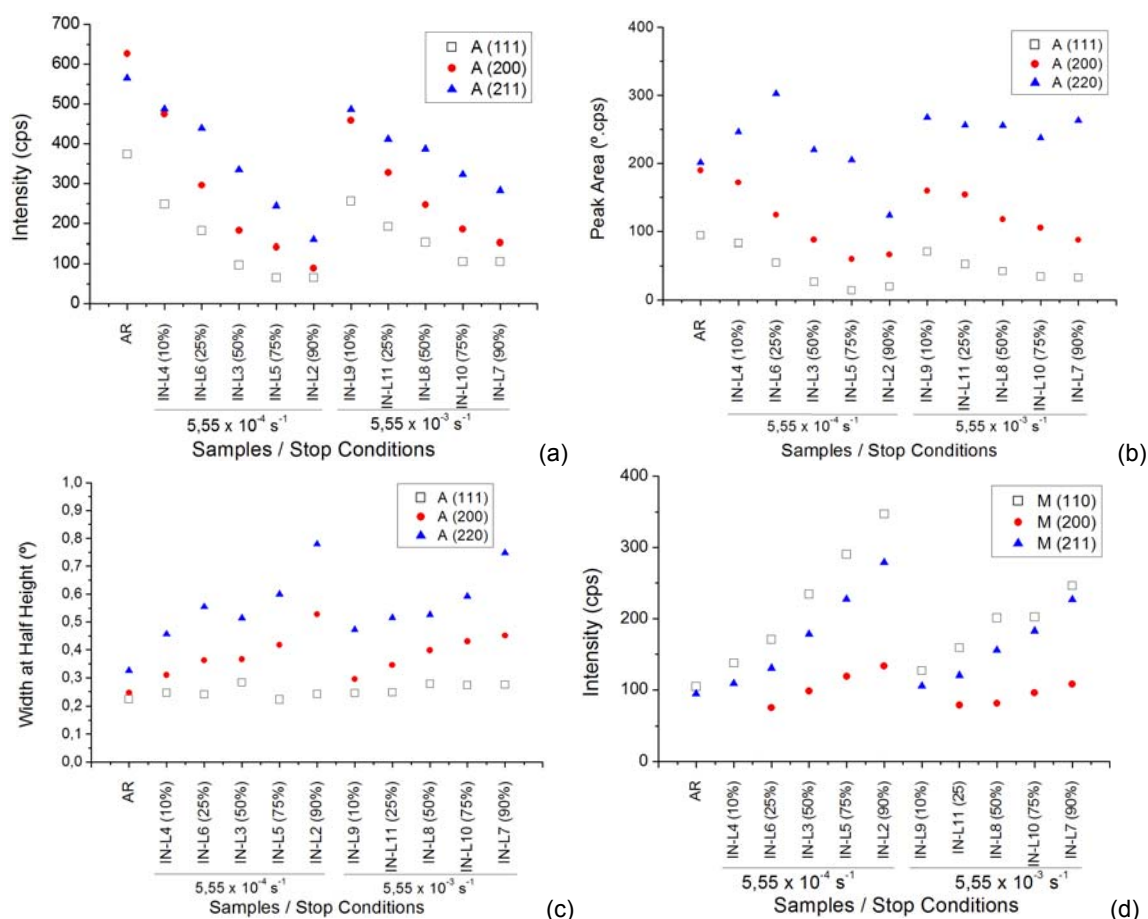 700
600
500
400
300
200
100
0
Intensity (cps)
A (111)
A (200)
A (211)
AR
IN-L4 (10%)
IN-L6 (25%)
IN-L3 (50%)
IN-L5 (75%)
IN-L2 (90%)
IN-L9 (10%)
IN-L11 (25%)
IN-L8 (50%)
IN-L10 (75%)
IN-L7 (90%)
5,55 x 10⁻⁴ s⁻¹
5,55 x 10⁻³ s⁻¹
Samples / Stop Conditions
(a)
400
300
200
100
0
Peak Area (º.cps)
A (111)
A (200)
A (220)
AR
IN-L4 (10%)
IN-L6 (25%)
IN-L3 (50%)
IN-L5 (75%)
IN-L2 (90%)
IN-L9 (10%)
IN-L11 (25%)
IN-L8 (50%)
IN-L10 (75%)
IN-L7 (90%)
5,55 x 10⁻⁴ s⁻¹
5,55 x 10⁻³ s⁻¹
Samples / Stop Conditions
(b)
1,0
0,9
0,8
0,7
0,6
0,5
0,4
0,3
0,2
0,1
0,0
Width at Half Height (º)
A (111)
A (200)
A (220)
AR
IN-L4 (10%)
IN-L6 (25%)
IN-L3 (50%)
IN-L5 (75%)
IN-L2 (90%)
IN-L9 (10%)
IN-L11 (25%)
IN-L8 (50%)
IN-L10 (75%)
IN-L7 (90%)
5,55 x 10⁻⁴ s⁻¹
5,55 x 10⁻³ s⁻¹
Samples / Stop Conditions
(c)
400
300
200
100
0
Intensity (cps)
M (110)
M (200)
M (211)
AR
IN-L4 (10%)
IN-L6 (25%)
IN-L3 (50%)
IN-L5 (75%)
IN-L2 (90%)
IN-L9 (10%)
IN-L11 (25)
IN-L8 (50%)
IN-L10 (75%)
IN-L7 (90%)
5,55 x 10⁻⁴ s⁻¹
5,55 x 10⁻³ s⁻¹
Samples / Stop Conditions
(d)